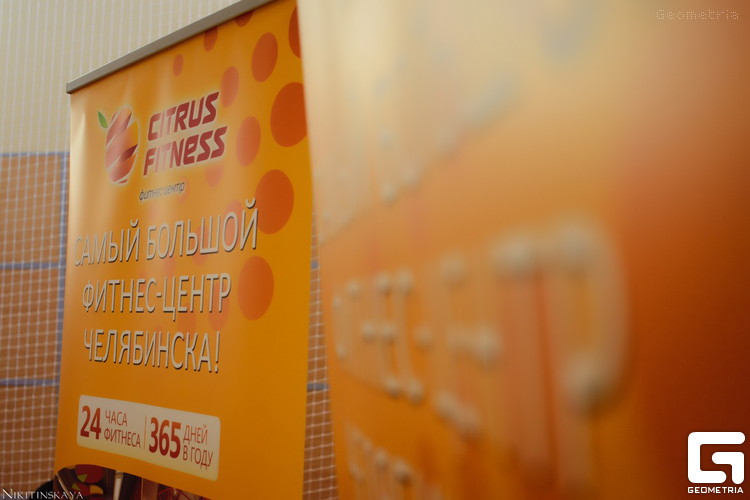 Geometria
CITRUS
FITNESS
фитнес-центр
САМЫЙ БОЛЬШОЙ
ФИТНЕС-ЦЕНТР
ЧЕЛЯБИНСКА!
24 ЧАСА
ФИТНЕСА
365 ДНЕЙ
В ГОДУ
NIKITINSKAYA
GEOMETRIA